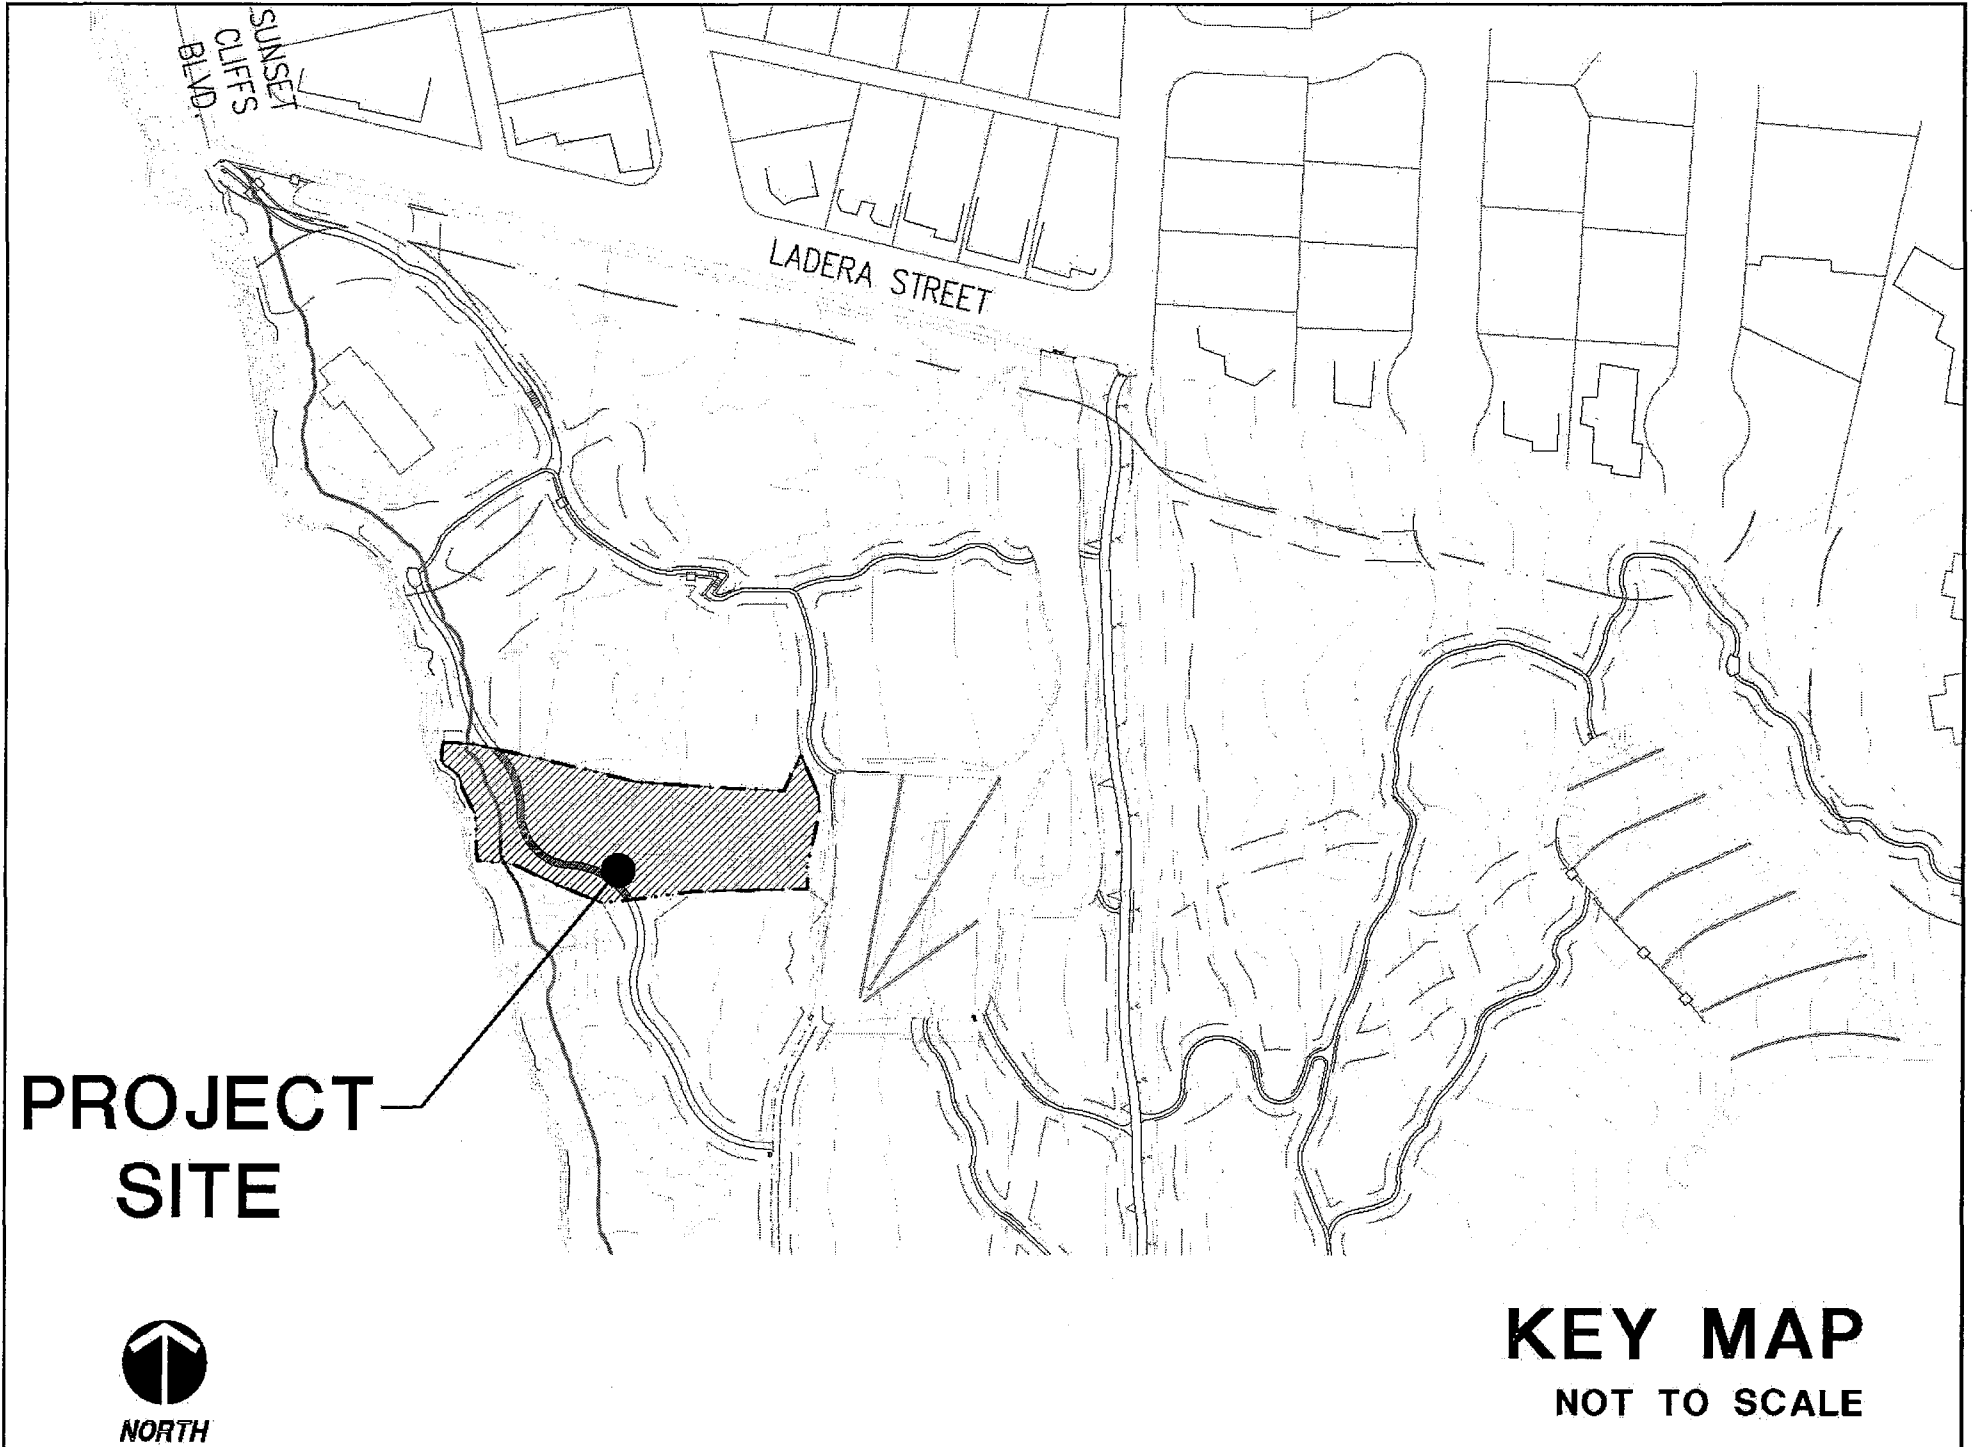 SUNSET
CLIFFS
BLVD.
LADERA STREET
PROJECT
SITE
NORTH
KEY MAP
NOT TO SCALE